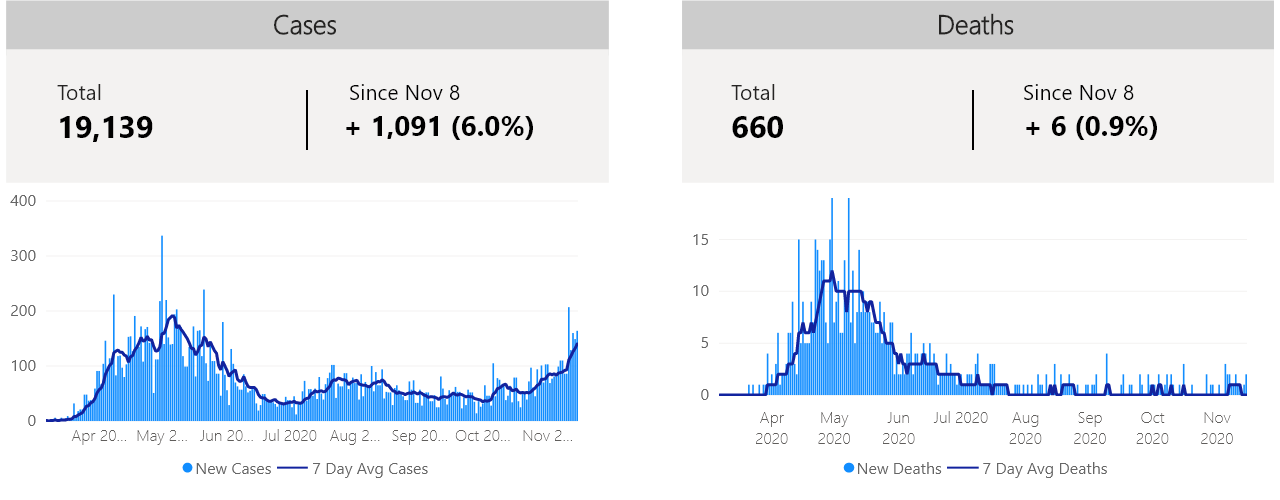 Cases
Total
19,139
Since Nov 8
+ 1,091 (6.0%)
400
300
200
100
0
Apr 20... May 2... Jun 20... Jul 2020 Aug 2... Sep 20... Oct 20... Nov 2...
New Cases 7 Day Avg Cases
Deaths
Total
660
Since Nov 8
+ 6 (0.9%)
15
10
5
0
Apr 2020 May 2020 Jun 2020 Jul 2020 Aug 2020 Sep 2020 Oct 2020 Nov 2020
New Deaths 7 Day Avg Deaths